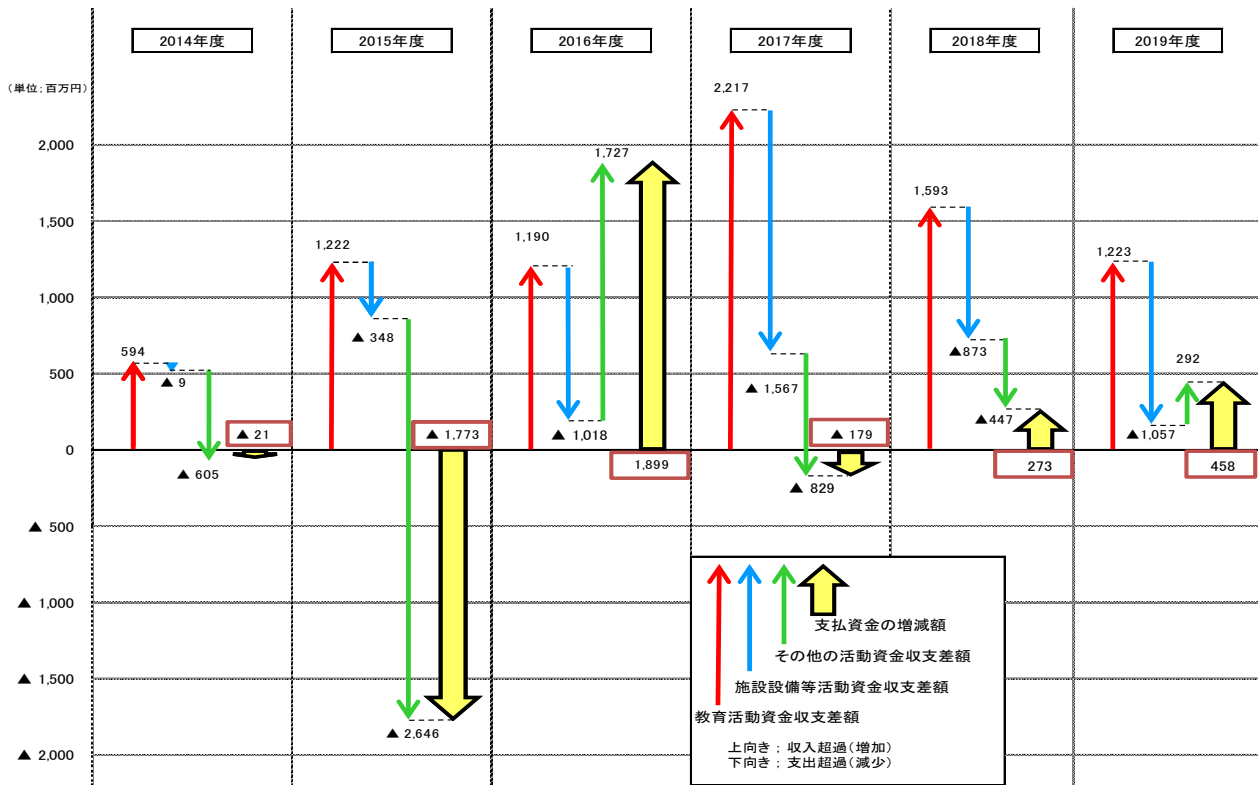 2014年度
2015年度
2016年度
2017年度
2018年度
2019年度
(単位:百万円)
2,000
1,500
1,000
500
0
▲ 500
▲ 1,000
▲ 1,500
▲ 2,000
594
▲ 9
▲ 605
▲ 21
1,222
▲ 348
▲ 2,646
▲ 1,773
1,190
▲ 1,018
1,727
1,899
2,217
▲ 1,567
▲ 829
▲ 179
1,593
▲873
▲447
273
1,223
▲1,057
292
458
支払資金の増減額
その他の活動資金収支差額
施設設備等活動資金収支差額
教育活動資金収支差額
上向き ; 収入超過(増加)
下向き ; 支出超過(減少)